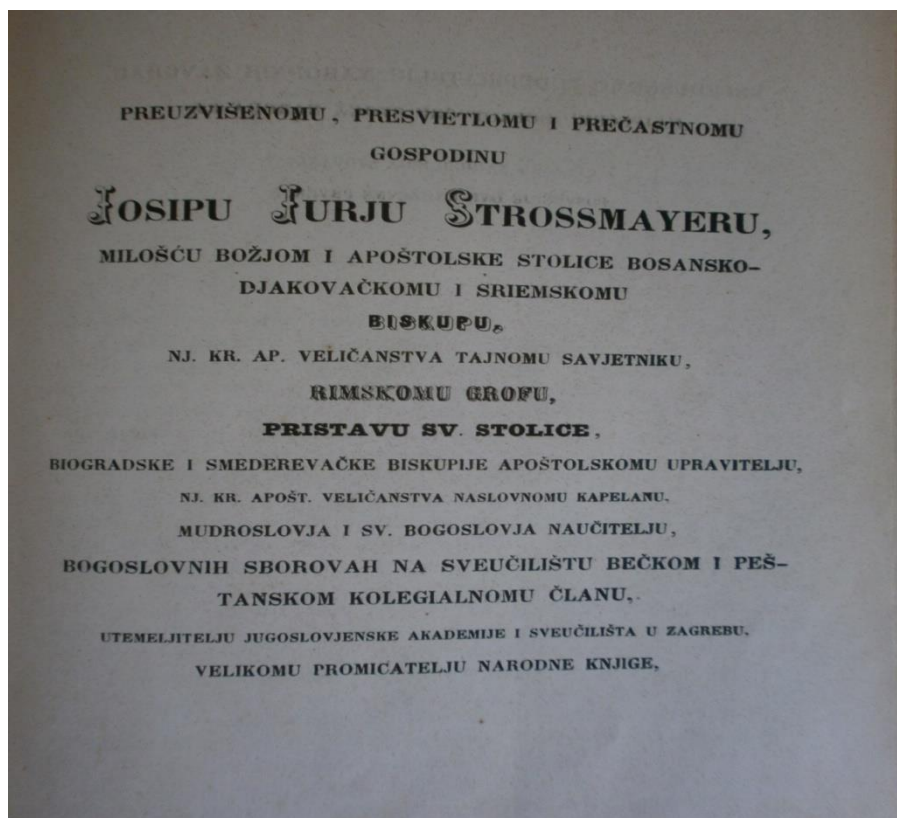 PREUZVIŠENOMU, PRESVIETLOMU I PREČASTNOMU
GOSPODINU
JOSIPU JURJU STROSSMAYERU,
MILOŠĆU BOŽJOM I APOŠTOLSKE STOLICE BOSANSKO-
DJAKOVAČKOMU I SRIEMSKOMU
BISKUPU,
NJ. KR. AP. VELIČANSTVA TAJNOMU SAVJETNIKU,
RIMSKOMU GROFU,
PRISTAVU SV. STOLICE,
BIOGRADSKE I SMEDEREVAČKE BISKUPIJE APOŠTOLSKOMU UPRAVITELJU,
NJ. KR. APOŠT. VELIČANSTVA NASLOVNOMU KAPELANU,
MUDROSLOVJA I SV. BOGOSLOVJA NAUČITELJU,
BOGOSLOVNIH SBOROVAH NA SVEUČILIŠTU BEČKOM I PEŠ-
TANSKOM KOLEGIALNOMU ČLANU,
UTEMELJITELJU JUGOSLOVJENSKE AKADEMIJE I SVEUČILIŠTA U ZAGREBU,
VELIKOMU PROMICATELJU NARODNE KNJIGE,